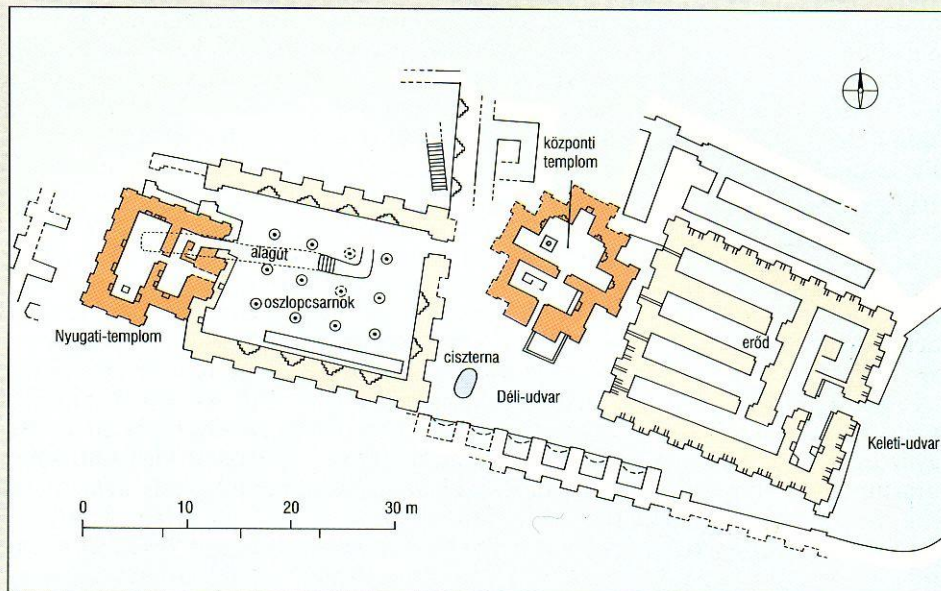 központi
templom
alagút
oszlopcsarnok
Nyugati-templom
erőd
ciszterna
Déli-udvar
Keleti-udvar
0 10 20 30 m